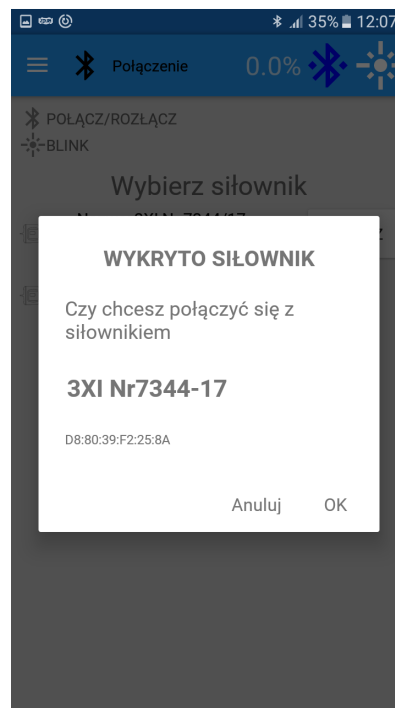 35% 12:07
Połączenie 0.0%
POŁĄCZ/ROZŁĄCZ
BLINK
Wybierz siłownik
WYKRYTO SIŁOWNIK
Czy chcesz połączyć się z
siłownikiem
3XI Nr7344-17
D8:80:39:F2:25:8A
Anuluj OK